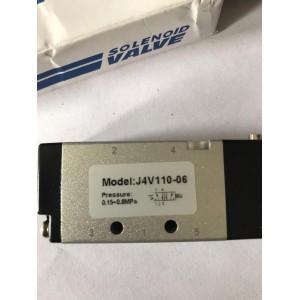 SOLENOID
VALVE
2 4
Model:J4V110-06
Pressure:
0.15~0.8MPa
3 1 5